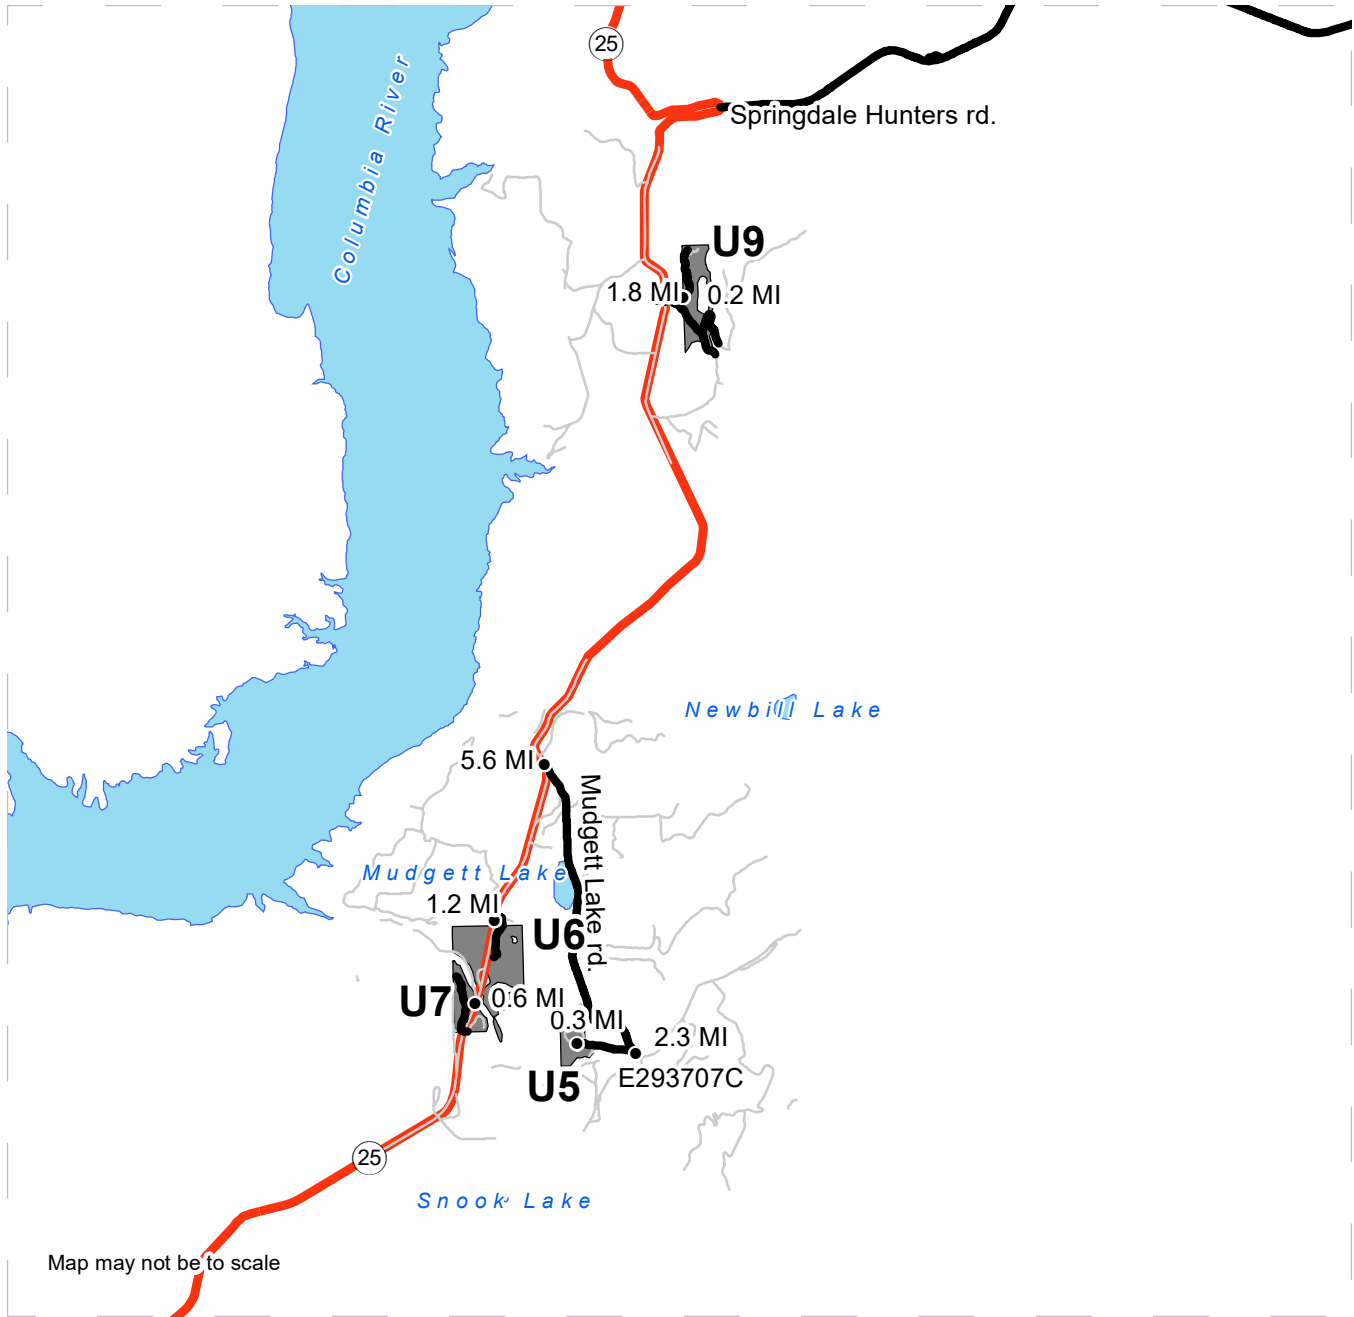 25
Columbia River
Springdale Hunters rd.
U9
1.8 MI
0.2 MI
Newbill Lake
5.6 MI
Mudgett Lake rd.
Mudgett Lake
1.2 MI
U6
U7
0.6 MI
0.3 MI
2.3 MI
E293707C
U5
25
Snook Lake
Map may not be to scale